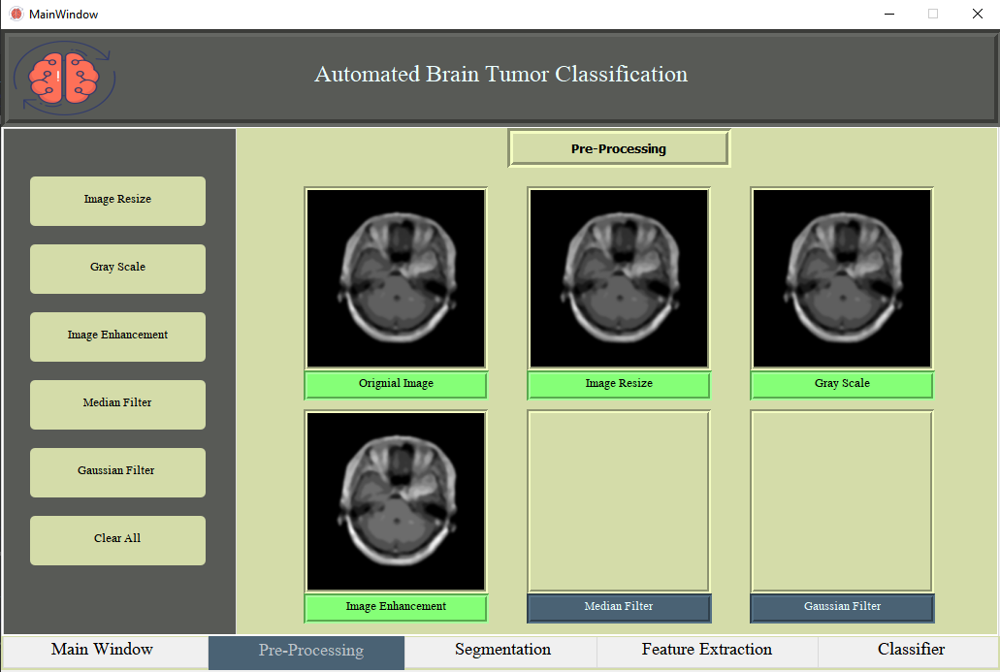 MainWindow
Automated Brain Tumor Classification
Pre-Processing
Image Resize
Gray Scale
Image Enhancement
Median Filter
Gaussian Filter
Clear All
Orignial Image
Image Resize
Gray Scale
Image Enhancement
Median Filter
Gaussian Filter
Main Window
Pre-Processing
Segmentation
Feature Extraction
Classifier